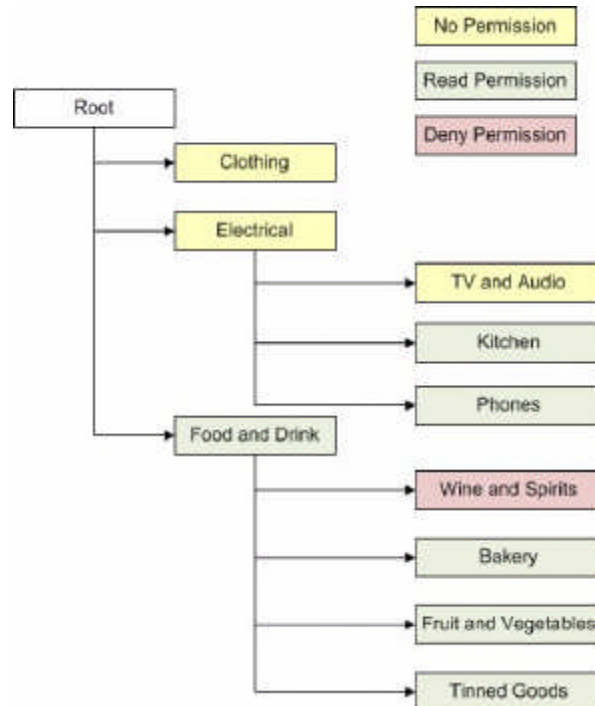 No Permission
Read Permission
Deny Permission
Root
Clothing
Electrical
TV and Audio
Kitchen
Phones
Food and Drink
Wine and Spirits
Bakery
Fruit and Vegetables
Tinned Goods